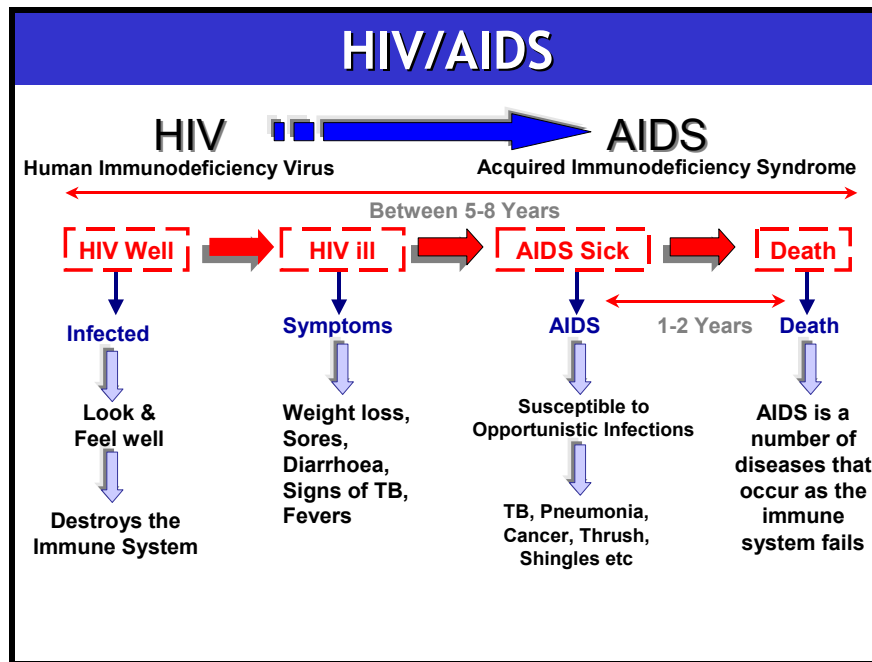 HIV/AIDS
HIV
AIDS
Human Immunodeficiency Virus
Acquired Immunodeficiency Syndrome
Between 5-8 Years
HIV Well
HIV ill
AIDS Sick
Death
Infected
Symptoms
AIDS
1-2 Years
Death
Look &
Feel well
Destroys the
Immune System
Weight loss,
Sores,
Diarrhoea,
Signs of TB,
Fevers
Susceptible to
Opportunistic Infections
TB, Pneumonia,
Cancer, Thrush,
Shingles etc
AIDS is a
number of
diseases that
occur as the
immune
system fails